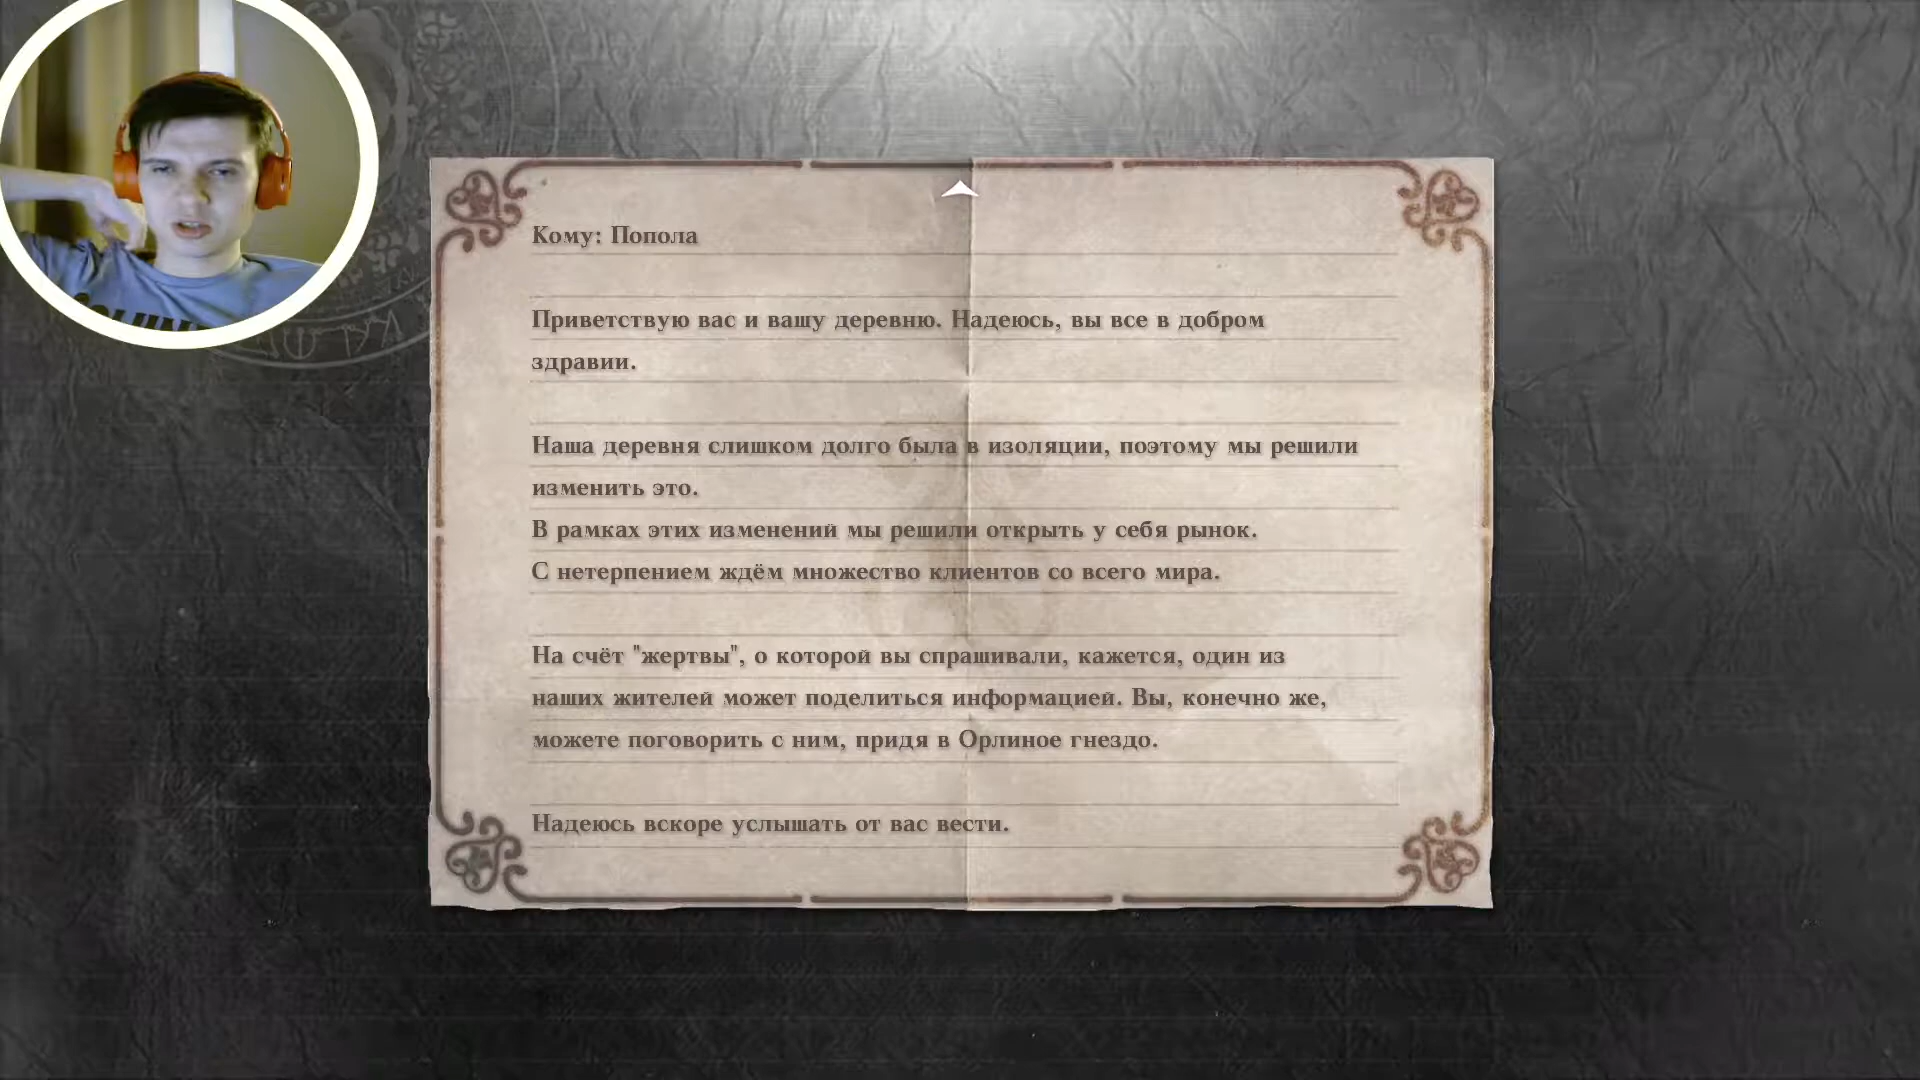 Кому: Попола
Приветствую вас и вашу деревню. Надеюсь, вы все в добром
здравии.
Наша деревня слишком долго была в изоляции, поэтому мы решили
изменить это.
В рамках этих изменений мы решили открыть у себя рынок.
С нетерпением ждём множество клиентов со всего мира.
На счёт "жертвы", о которой вы спрашивали, кажется, один из
наших жителей может поделиться информацией. Вы, конечно же,
можете поговорить с ним, придя в Орлиное гнездо.
Надеюсь вскоре услышать от вас вести.